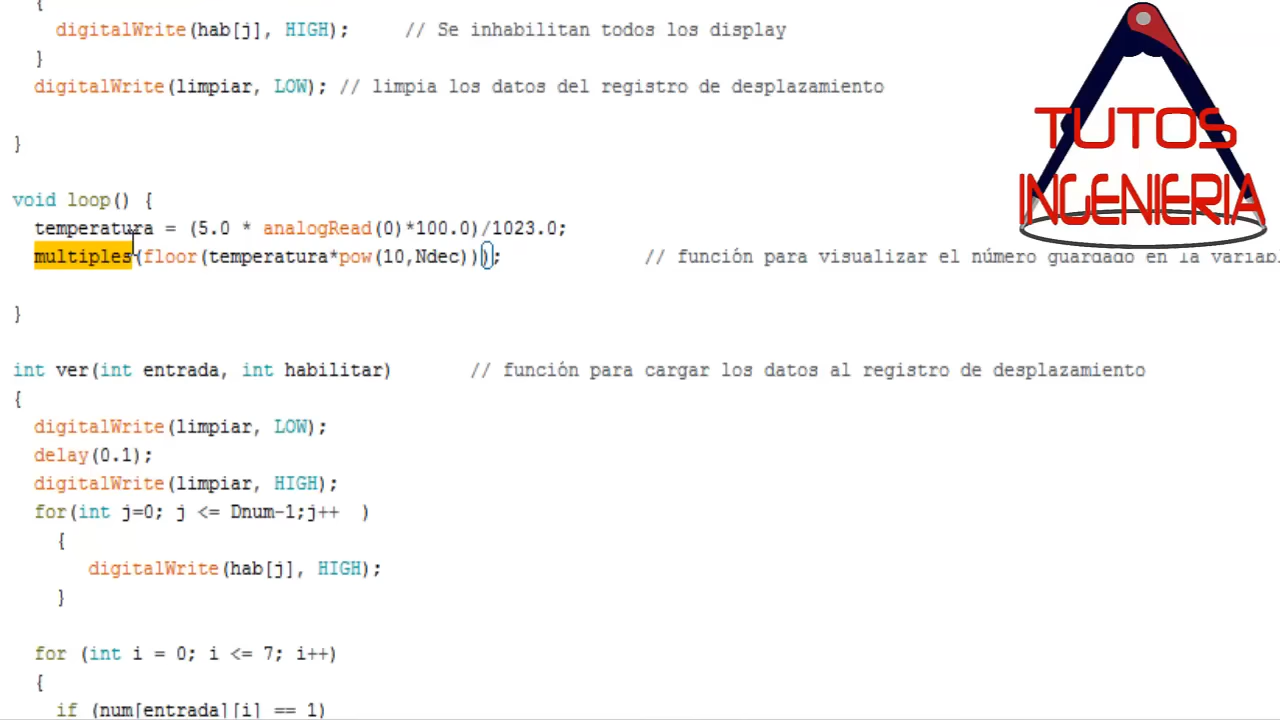 {
digitalWrite(hab[j], HIGH); // Se inhabilitan todos los display
}
digitalWrite(limpiar, LOW); // limpia los datos del registro de desplazamiento
}
void loop() {
temperatura = (5.0 * analogRead(0)*100.0)/1023.0;
multiples(floor(temperatura*pow(10,Ndec))); // función para visualizar el número guardado en la variab
}
int ver(int entrada, int habilitar) // función para cargar los datos al registro de desplazamiento
{
digitalWrite(limpiar, LOW);
delay(0.1);
digitalWrite(limpiar, HIGH);
for(int j=0; j <= Dnum-1;j++ )
{
digitalWrite(hab[j], HIGH);
}
for (int i = 0; i <= 7; i++)
{
if (num[entrada][i] == 1)
TUTOS
INGENIERIA